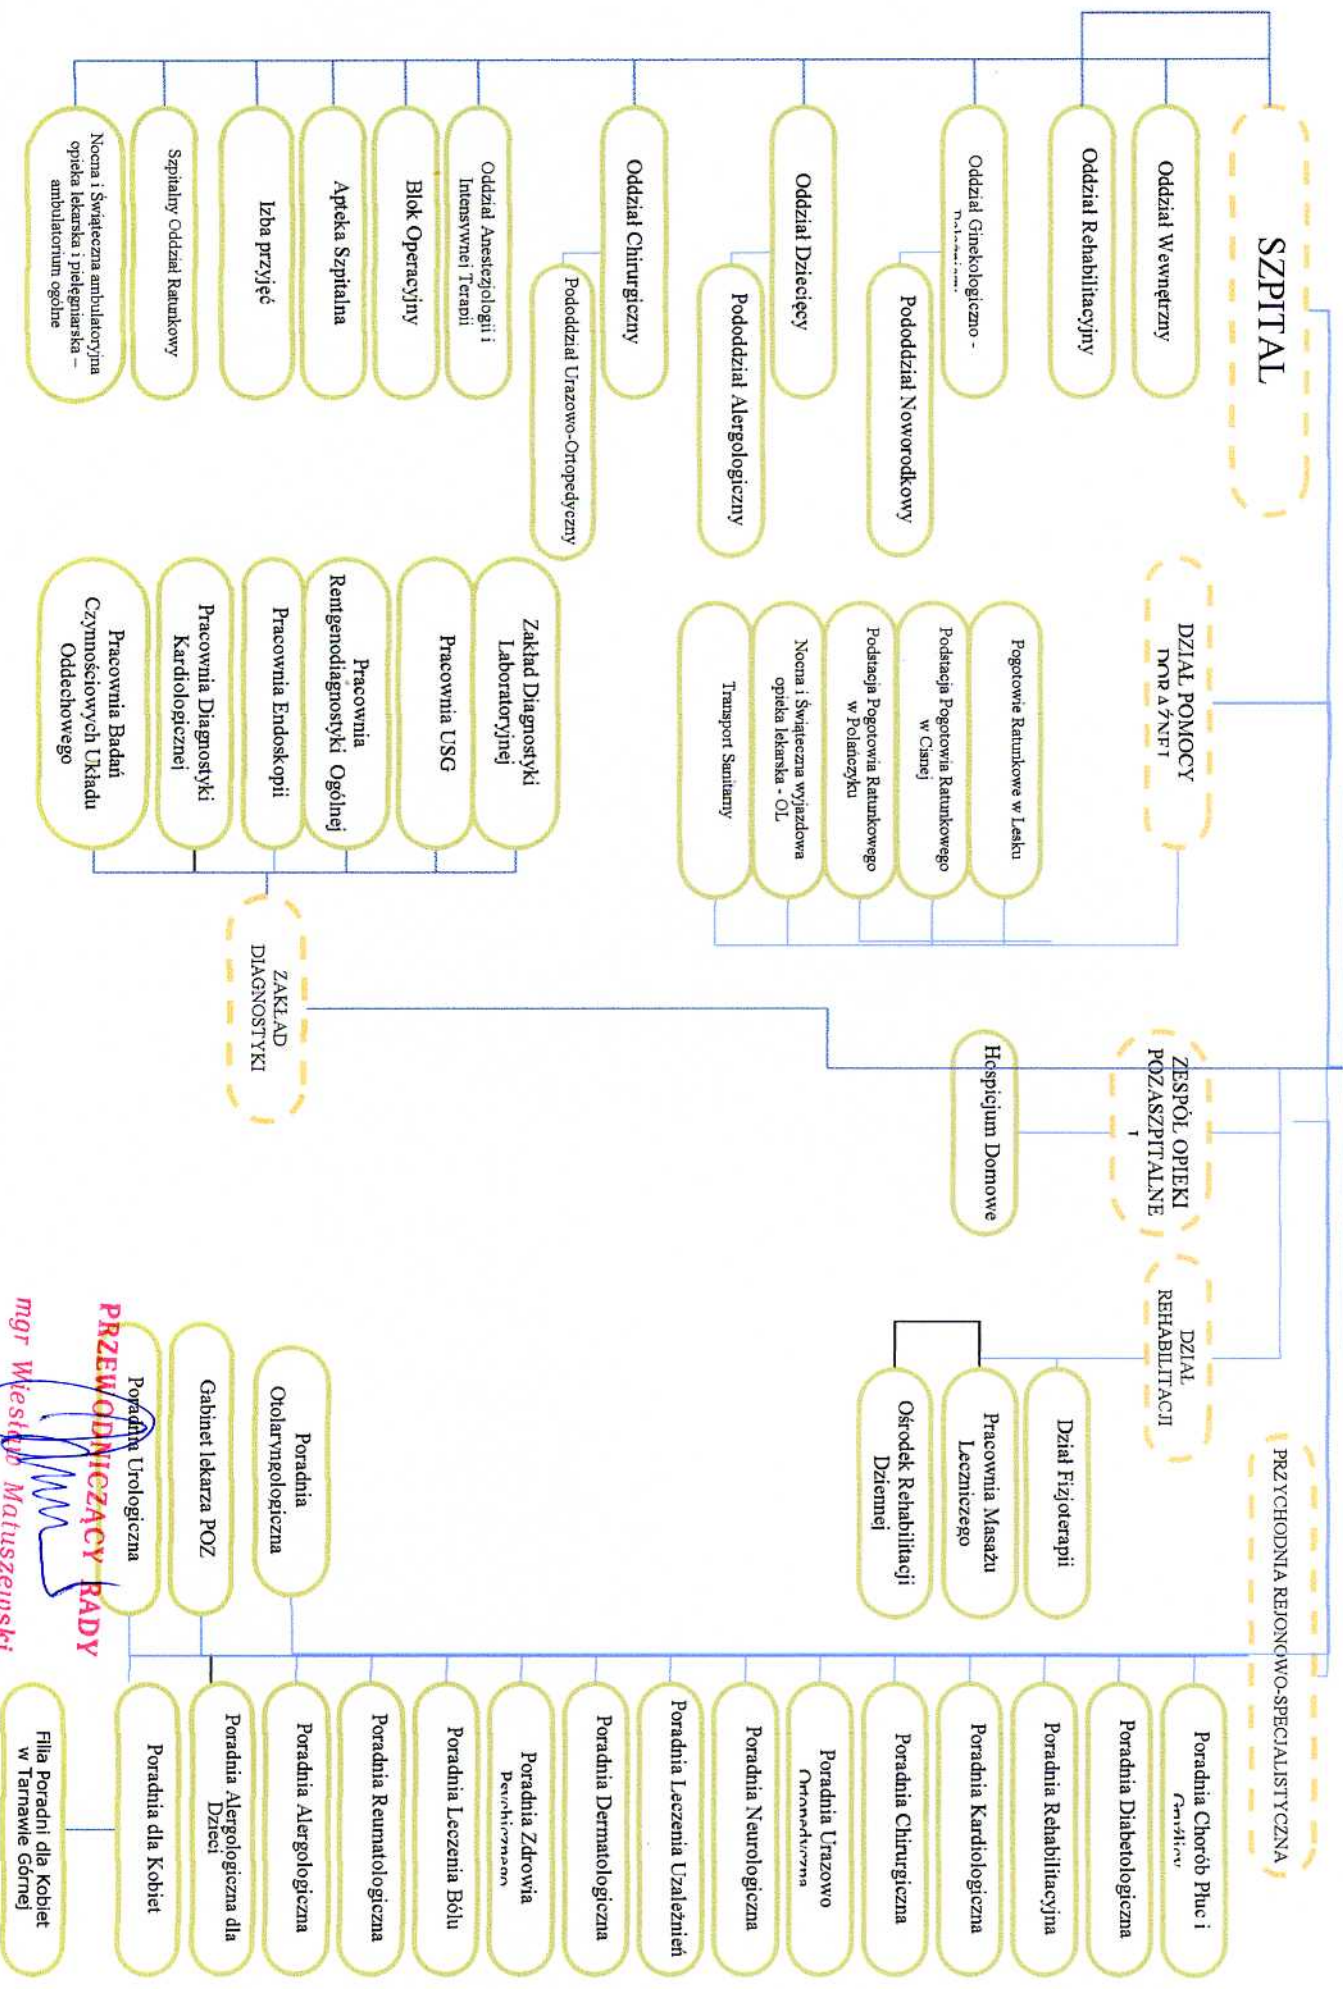 SZPITAL
Oddział Wewnętrzny
Oddział Rehabilitacyjny
Oddział Ginekologiczno -
Pododdział Noworodkowy
Oddział Dziecięcy
Pododdział Alergologiczny
Oddział Chirurgiczny
Pododdział Urazowo-Ortopedyczny
Oddział Anestezjologii i
Intensywnej Terapii
Blok Operacyjny
Apteka Szpitalna
Izba przyjęć
Szpitalny Oddział Ratunkowy
Nocna i Świąteczna ambulatoryjna
opieka lekarska i pielęgniarska –
ambulatorium ogólne
DZIAŁ POMOCY
DORAŹNEJ
Pogotowie Ratunkowe w Lesku
Podstacja Pogotowia Ratunkowego
w Cisnej
Podstacja Pogotowia Ratunkowego
w Polańczyku
Nocna i Świąteczna wyjazdowa
opieka lekarska - OL
Transport Sanitarny
Zakład Diagnostyki
Laboratoryjnej
Pracownia USG
Pracownia
Rentgenodiagnostyki Ogólnej
Pracownia Endoskopii
Pracownia Diagnostyki
Kardiologicznej
Pracownia Badań
Czynnościowych Układu
Oddechowego
ZAKŁAD
DIAGNOSTYKI
ZESPÓŁ OPIEKI
POZASZPITALNE
Hospicjum Domowe
DZIAŁ
REHABILITACJI
Dział Fizjoterapii
Pracownia Masażu
Leczniczego
Ośrodek Rehabilitacji
Dziennej
PRZYCHODNIA REJONOWO-SPECJALISTYCZNA
Poradnia Chorób Płuc i
Gruźlicy
Poradnia Diabetologiczna
Poradnia Rehabilitacyjna
Poradnia Kardiologiczna
Poradnia Chirurgiczna
Poradnia Urazowo
Ortopedyczna
Poradnia Neurologiczna
Poradnia Leczenia Uzależnień
Poradnia Dermatologiczna
Poradnia Zdrowia
Psychicznego
Poradnia Leczenia Bólu
Poradnia Reumatologiczna
Poradnia Alergologiczna
Poradnia Alergologiczna dla
Dzieci
Poradnia dla Kobiet
Filia Poradni dla Kobiet
w Tarnawie Górnej
Poradnia
Otolaryngologiczna
Gabinet lekarza POZ
Poradnia Urologiczna
PRZEWODNICZĄCY RADY
mgr Wiesław Matuszewski